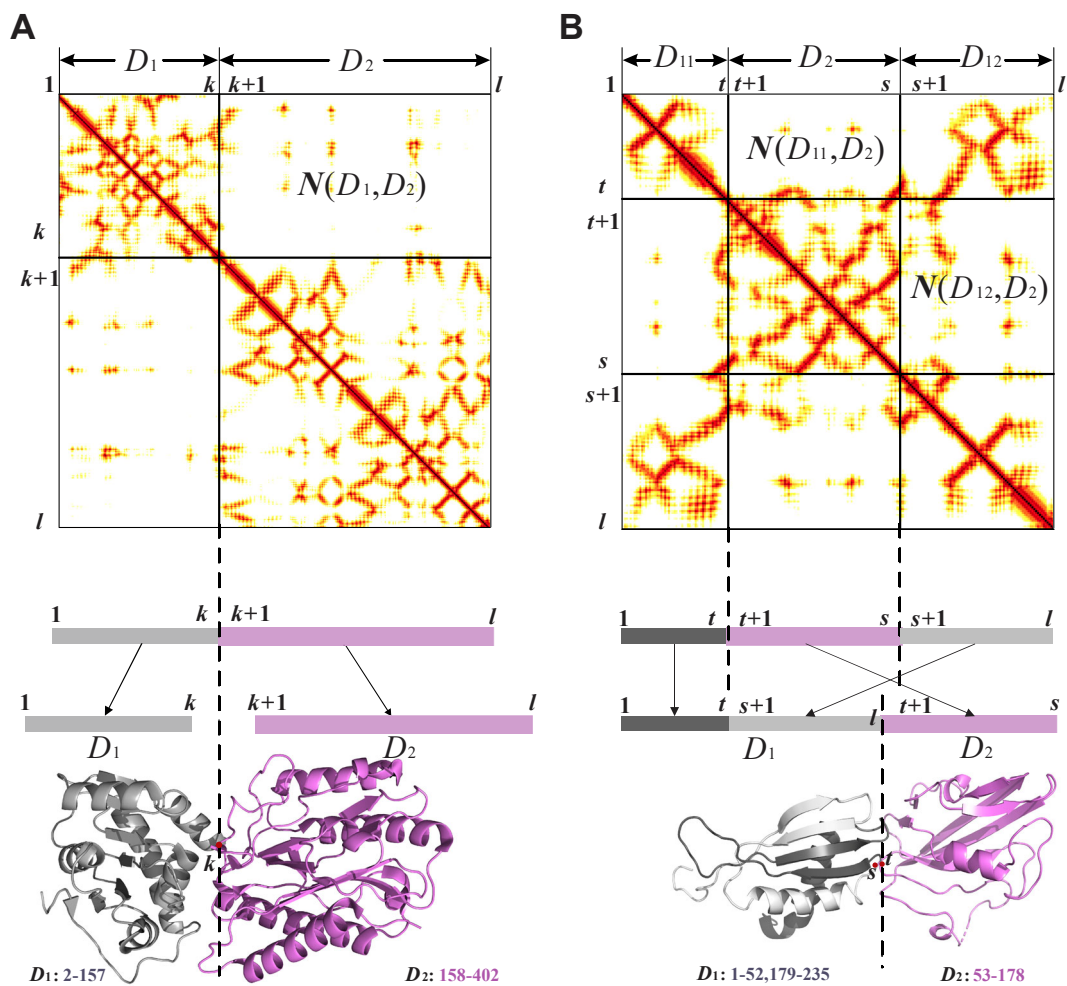 A
D1 D2
1 k k+1 l
N(D1,D2)
k
k+1
l
1 k k+1 l
1 k k+1 l
D1 D2
k
D1: 2-157 D2: 158-402
B
D11 D2 D12
1 t t+1 s s+1 l
N(D11,D2)
t
t+1
N(D12,D2)
s
s+1
l
1 t t+1 s s+1 l
1 t s+1 l t+1 s
D1 D2
s t
D1: 1-52,179-235 D2: 53-178